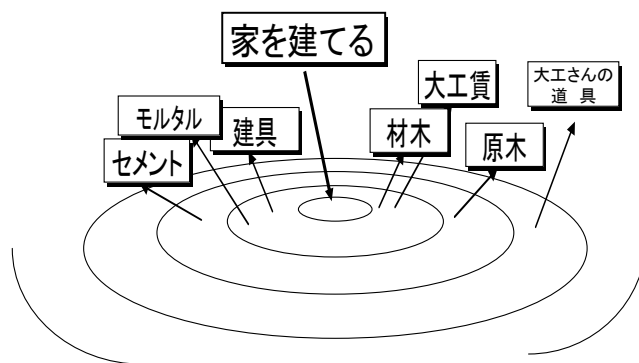 家を建てる
大工賃
大工さんの
道 具
モルタル
建具
材木
原木
セメント